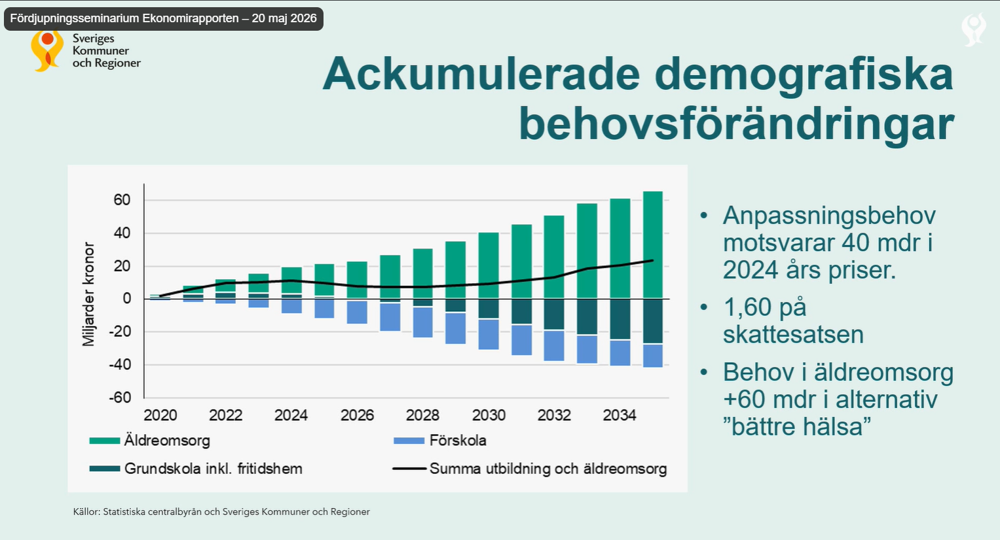 Fördjupningsseminarium Ekonomirapporten – 20 maj 2026
Sveriges
Kommuner
och Regioner
Ackumulerade demografiska
behovsförändringar
Miljarder kronor
60
40
20
0
-20
-40
-60
2020 2022 2024 2026 2028 2030 2032 2034
Äldreomsorg
Förskola
Grundskola inkl. fritidshem
Summa utbildning och äldreomsorg
• Anpassningsbehov
motsvarar 40 mdr i
2024 års priser.
• 1,60 på
skattesatsen
• Behov i äldreomsorg
+60 mdr i alternativ
”bättre hälsa”
Källor: Statistiska centralbyrån och Sveriges Kommuner och Regioner